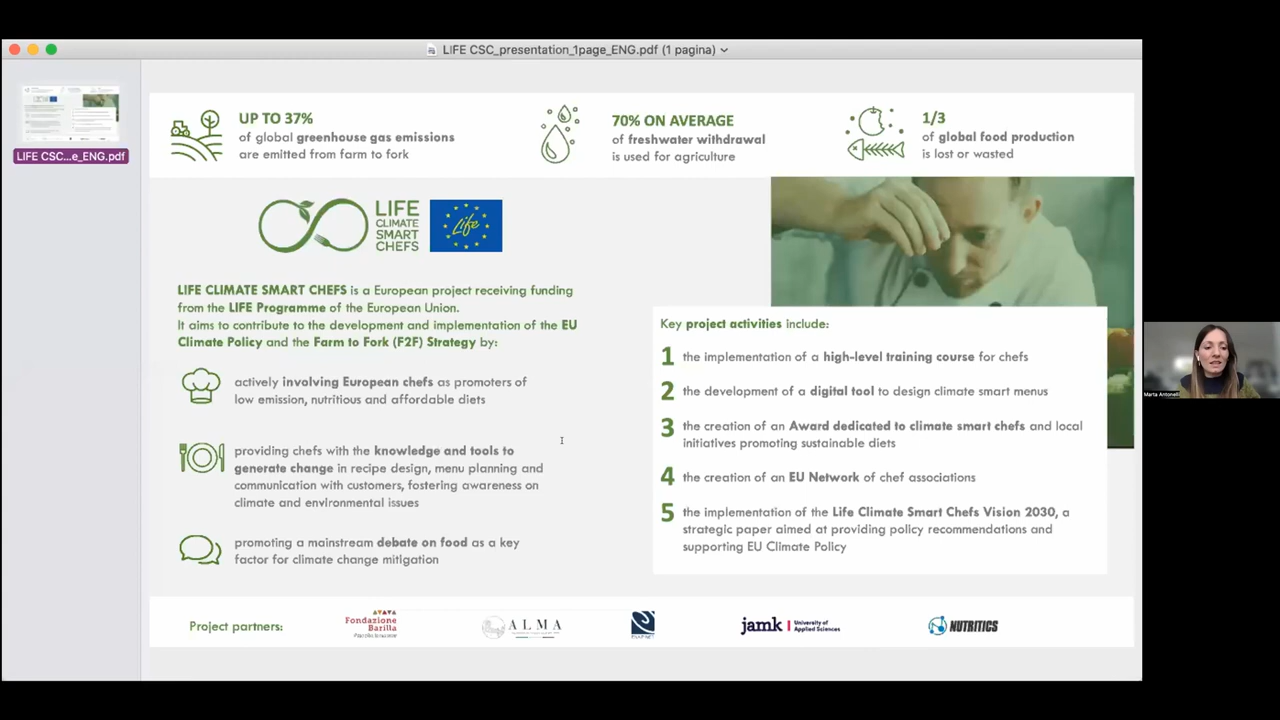 LIFE CSC_presentation_1page_ENG.pdf (1 pagina)
LIFE CSC...e_ENG.pdf
UP TO 37%
of global greenhouse gas emissions
are emitted from farm to fork
70% ON AVERAGE
of freshwater withdrawal
is used for agriculture
1/3
of global food production
is lost or wasted
LIFE
CLIMATE
SMART
CHEFS
Life
LIFE CLIMATE SMART CHEFS is a European project receiving funding
from the LIFE Programme of the European Union.
It aims to contribute to the development and implementation of the EU
Climate Policy and the Farm to Fork (F2F) Strategy by:
actively involving European chefs as promoters of
low emission, nutritious and affordable diets
providing chefs with the knowledge and tools to
generate change in recipe design, menu planning and
communication with customers, fostering awareness on
climate and environmental issues
promoting a mainstream debate on food as a key
factor for climate change mitigation
Key project activities include:
1 the implementation of a high-level training course for chefs
2 the development of a digital tool to design climate smart menus
3 the creation of an Award dedicated to climate smart chefs and local
initiatives promoting sustainable diets
4 the creation of an EU Network of chef associations
5 the implementation of the Life Climate Smart Chefs Vision 2030, a
strategic paper aimed at providing policy recommendations and
supporting EU Climate Policy
Marta Antonelli
Project partners:
Fondazione
Barilla
ALMA
jamk University of
Applied Sciences
NUTRITICS